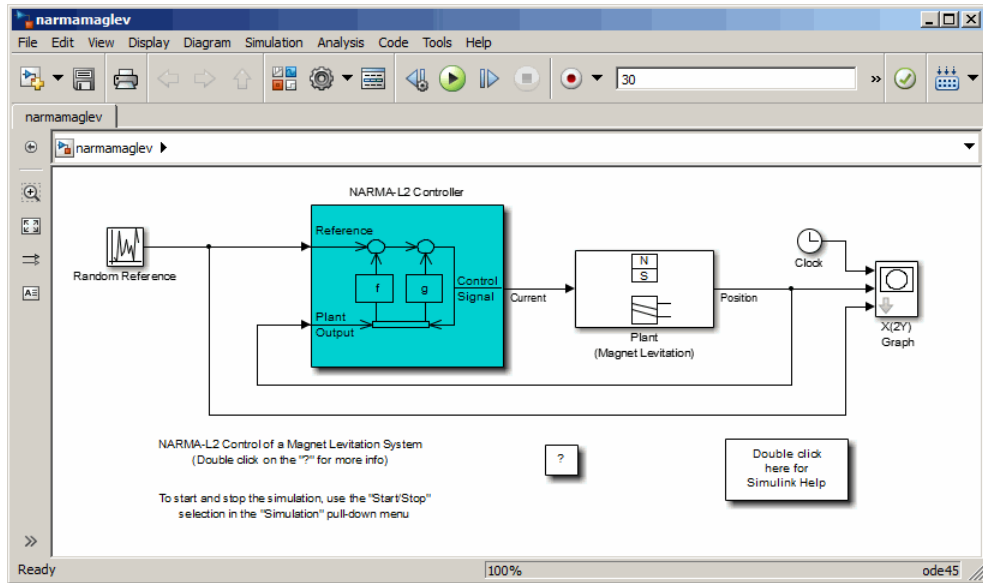 narmamaglev
File Edit View Display Diagram Simulation Analysis Code Tools Help
30
»
narmamaglev
narmamaglev
NARMA-L2 Controller
Reference
f
g
Control
Signal
Plant
Output
Random Reference
Current
N
S
Plant
(Magnet Levitation)
Position
Clock
X(2Y)
Graph
NARMA-L2 Control of a Magnet Levitation System
(Double click on the "?" for more info)
?
Double click
here for
Simulink Help
To start and stop the simulation, use the "Start/Stop"
selection in the "Simulation" pull-down menu
»
Ready
100%
ode45